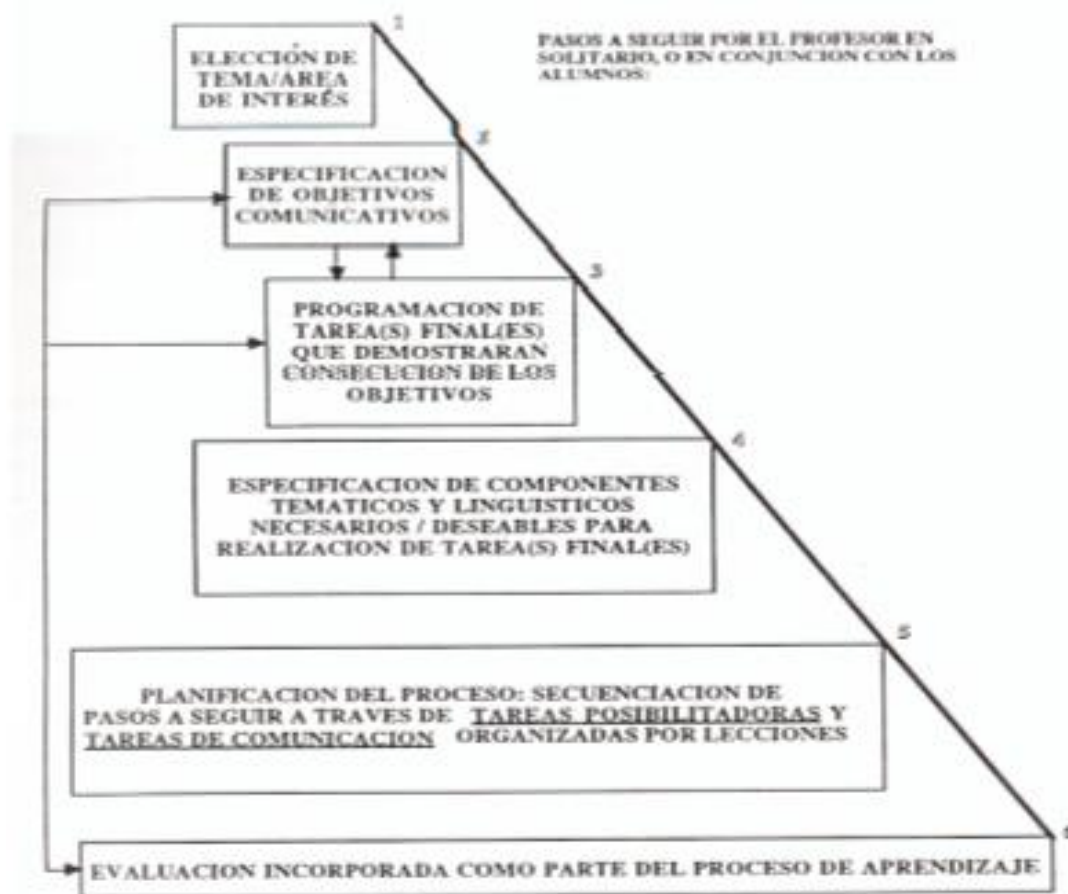 1
PASOS A SEGUIR POR EL PROFESOR EN
SOLITARIO, O EN CONJUNCION CON LOS
ALUMNOS:
ELECCIÓN DE
TEMA/AREA
DE INTERÉS
2
ESPECIFICACION
DE OBJETIVOS
COMUNICATIVOS
3
PROGRAMACION DE
TAREA(S) FINAL(ES)
QUE DEMOSTRARAN
CONSECUCION DE LOS
OBJETIVOS
4
ESPECIFICACION DE COMPONENTES
TEMATICOS Y LINGUISTICOS
NECESARIOS / DESEABLES PARA
REALIZACION DE TAREA(S) FINAL(ES)
5
PLANIFICACION DEL PROCESO: SECUENCIACION DE
PASOS A SEGUIR A TRAVES DE TAREAS POSIBILITADORAS Y
TAREAS DE COMUNICACION ORGANIZADAS POR LECCIONES
6
EVALUACION INCORPORADA COMO PARTE DEL PROCESO DE APRENDIZAJE